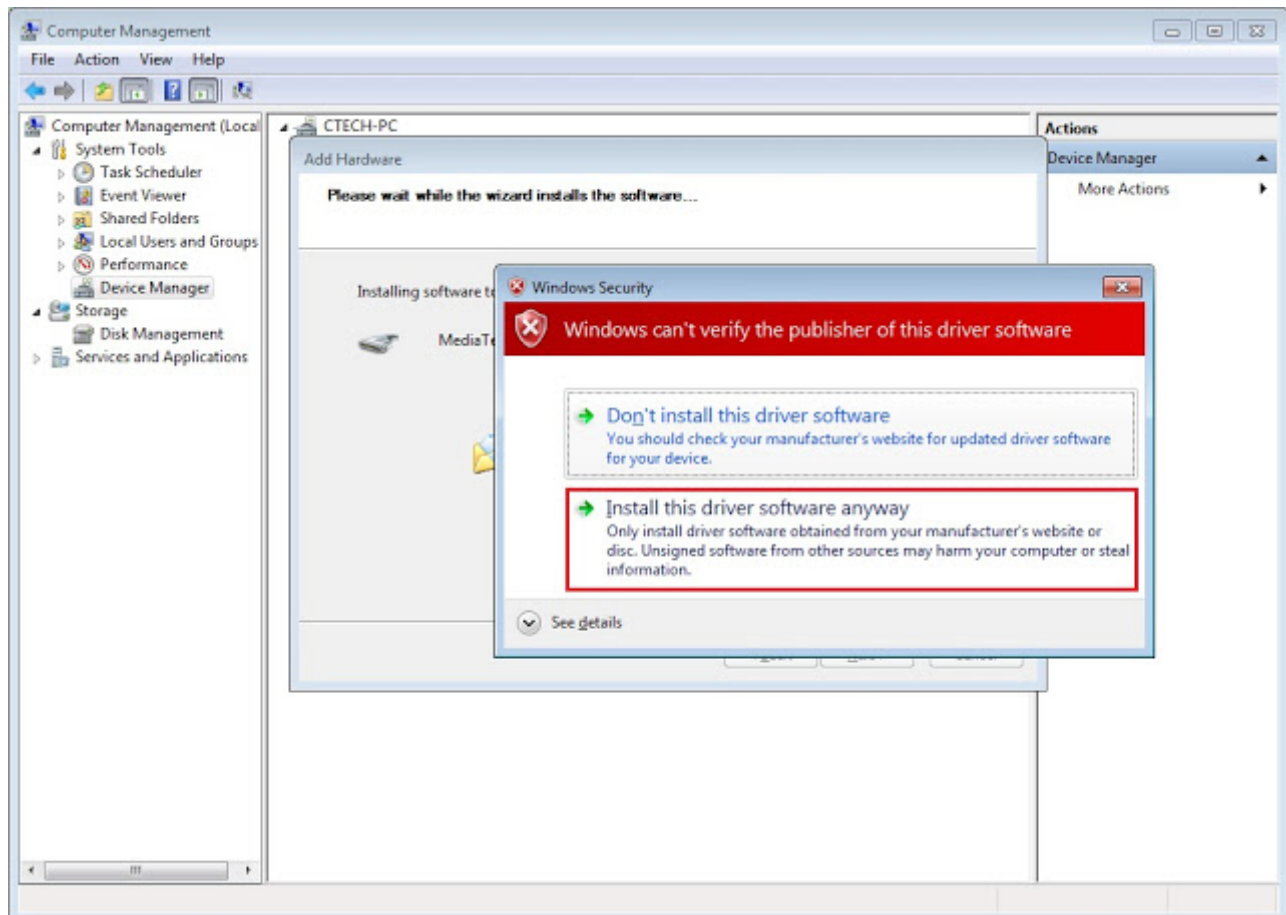 Computer Management
File Action View Help
Computer Management (Local
System Tools
Task Scheduler
Event Viewer
Shared Folders
Local Users and Groups
Performance
Device Manager
Storage
Disk Management
Services and Applications
CTECH-PC
Add Hardware
Please wait while the wizard installs the software...
Installing software
Windows Security
Windows can't verify the publisher of this driver software
Don't install this driver software
You should check your manufacturer's website for updated driver software
for your device.
Install this driver software anyway
Only install driver software obtained from your manufacturer's website or
disc. Unsigned software from other sources may harm your computer or steal
information.
See details
Actions
Device Manager
More Actions